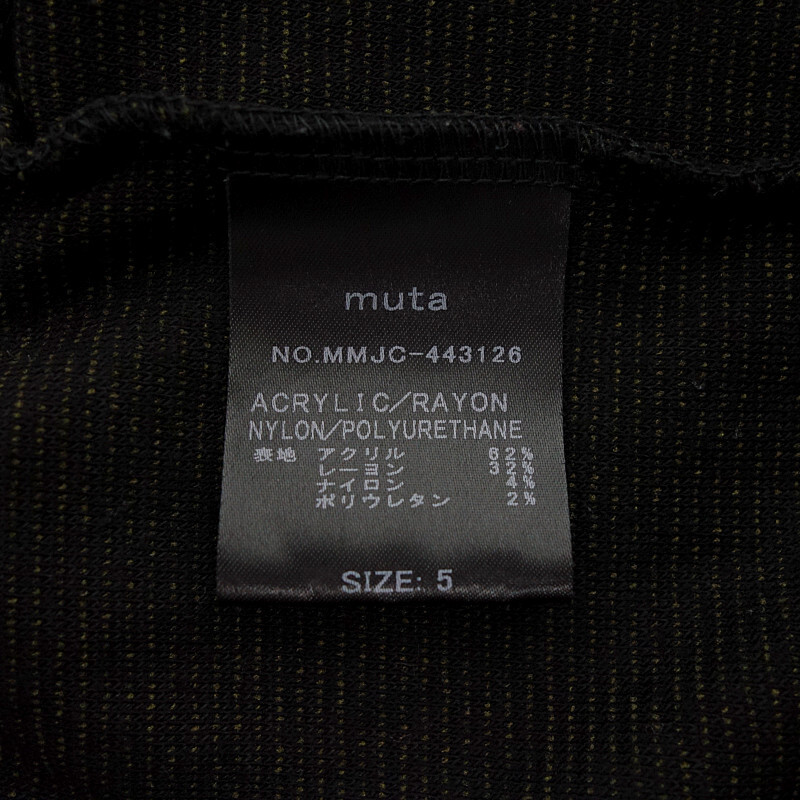 muta
NO.MMJC-443126
ACRYLIC/RAYON
NYLON/POLYURETHANE
表地 アクリル 62%
レーヨン 32%
ナイロン 4%
ポリウレタン 2%
SIZE: 5